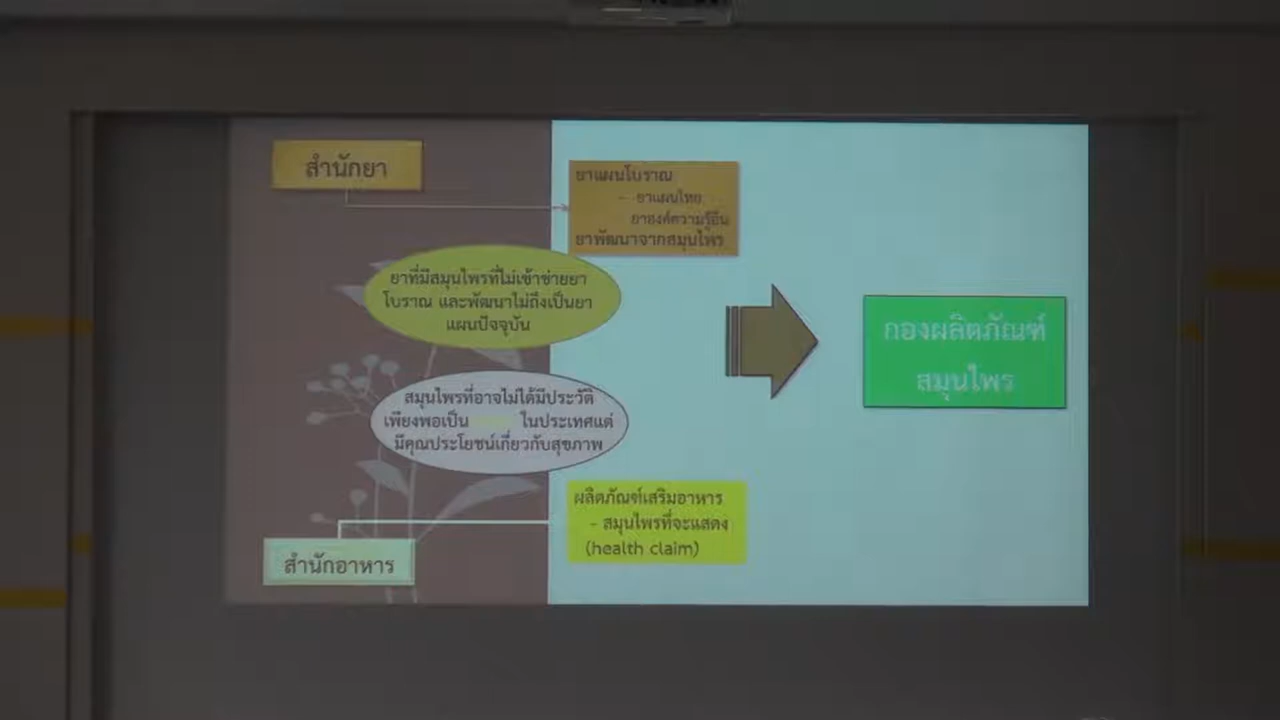 สำนักยา
ยาแผนโบราณ
- ยาแผนไทย
ยาองค์ความรู้อื่น
ยาพัฒนาจากสมุนไพร
ยาที่มีสมุนไพรที่ไม่เข้าข่ายยา
โบราณ และพัฒนาไม่ถึงเป็นยา
แผนปัจจุบัน
กองผลิตภัณฑ์
สมุนไพร
สมุนไพรที่อาจไม่ได้มีประวัติ
เพียงพอเป็น ในประเทศแต่
มีคุณประโยชน์เกี่ยวกับสุขภาพ
ผลิตภัณฑ์เสริมอาหาร
- สมุนไพรที่จะแสดง
(health claim)
สำนักอาหาร